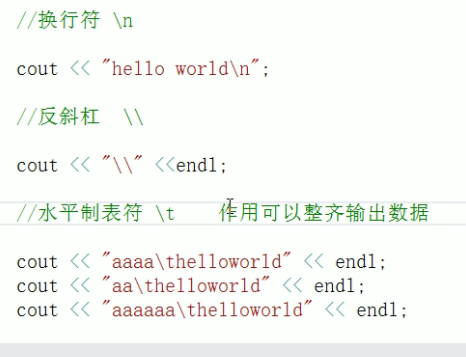 //换行符 \n
cout << "hello world\n";
//反斜杠  \\
cout << "\\" <<endl;
//水平制表符 \t    作用可以整齐输出数据
cout << "aaaa\thelloworld" << endl;
cout << "aa\thelloworld" << endl;
cout << "aaaaaa\thelloworld" << endl;